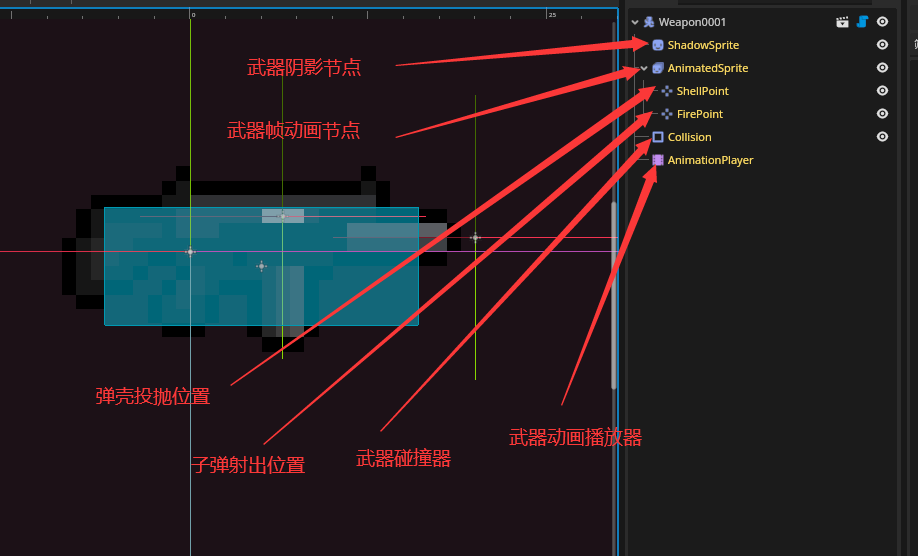 0
25
Weapon0001
ShadowSprite
AnimatedSprite
ShellPoint
FirePoint
Collision
AnimationPlayer
武器阴影节点
武器帧动画节点
弹壳投抛位置
子弹射出位置
武器碰撞器
武器动画播放器